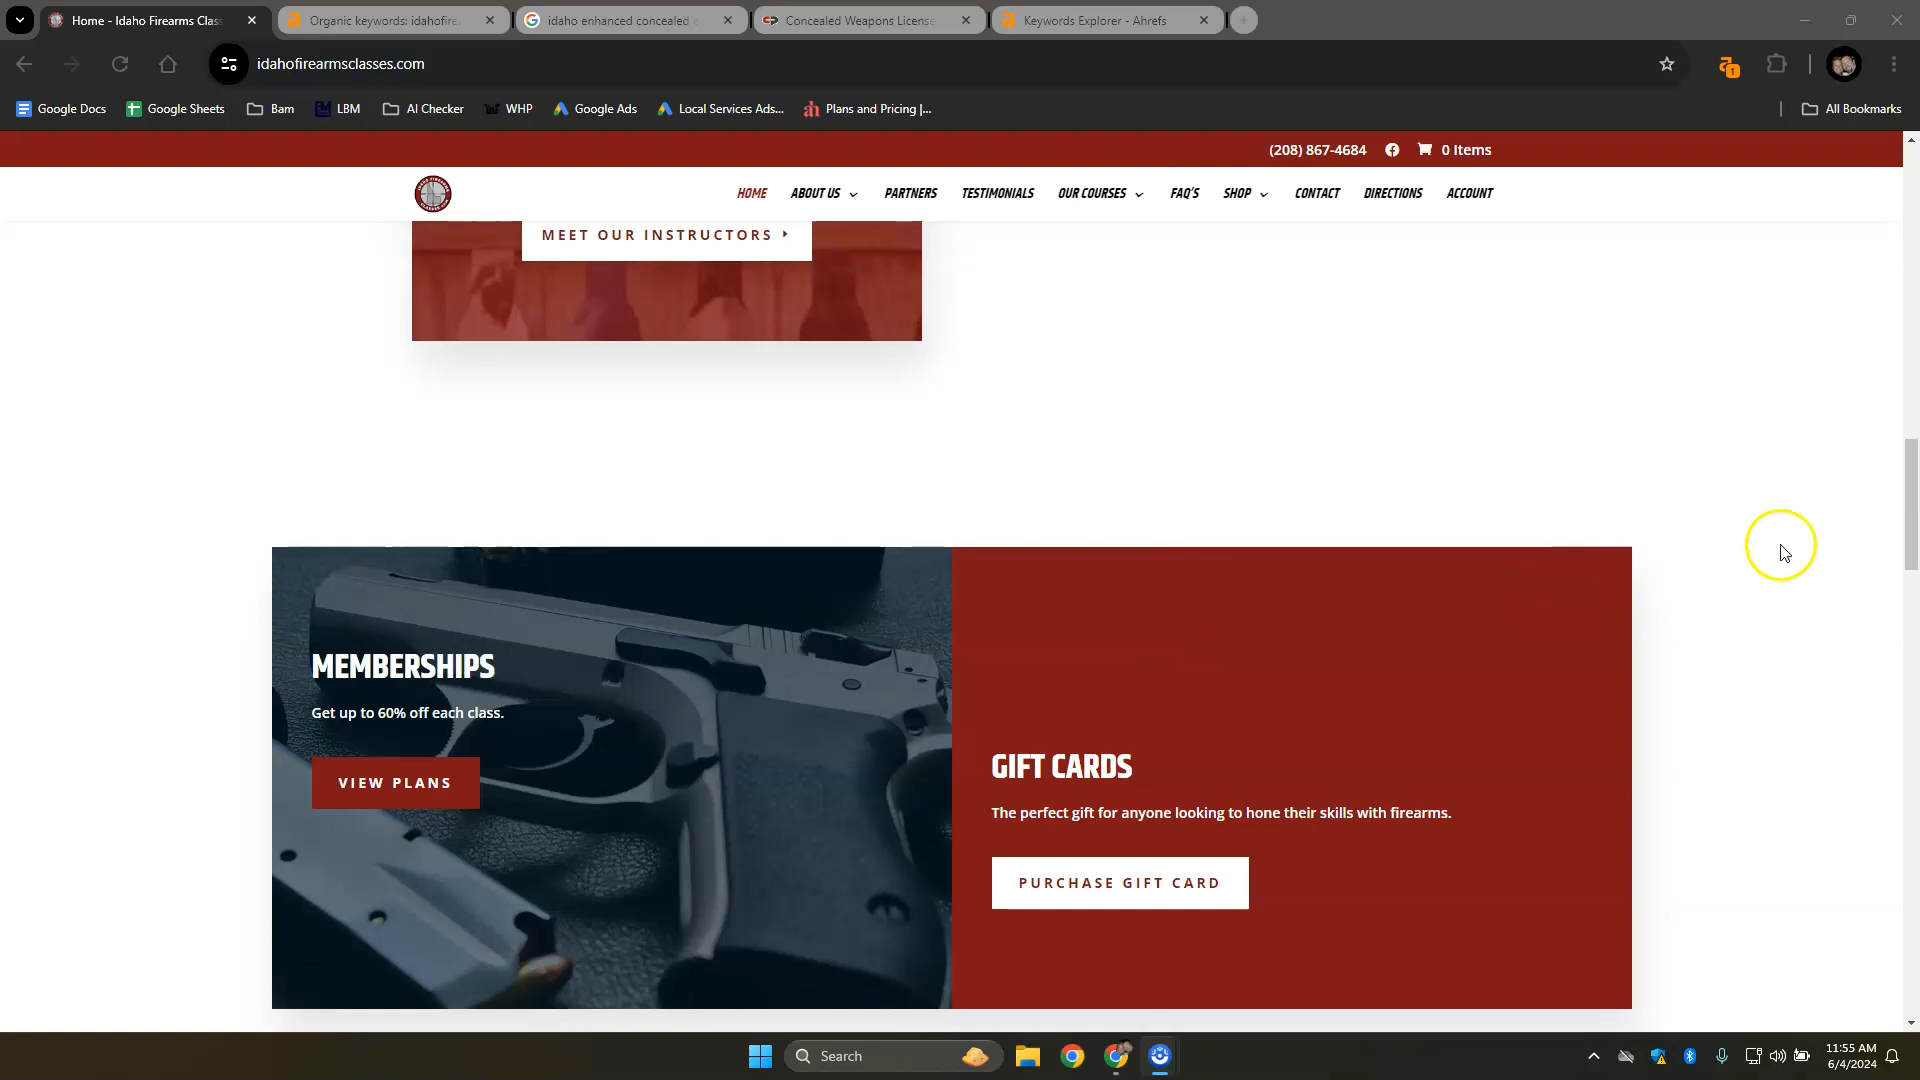 Home - Idaho Firearms Clas
Organic keywords: idahofire
idaho enhanced concealed
Concealed Weapons License
Keywords Explorer - Ahrefs
idahofirearmsclasses.com
1
Google Docs
Google Sheets
Bam
LBM
AI Checker
WHP
Google Ads
Local Services Ads...
Plans and Pricing |...
All Bookmarks
(208) 867-4684
0 Items
HOME
ABOUT US
PARTNERS
TESTIMONIALS
OUR COURSES
FAQ'S
SHOP
CONTACT
DIRECTIONS
ACCOUNT
MEET OUR INSTRUCTORS
MEMBERSHIPS
Get up to 60% off each class.
VIEW PLANS
GIFT CARDS
The perfect gift for anyone looking to hone their skills with firearms.
PURCHASE GIFT CARD
Search
11:55 AM
6/4/2024